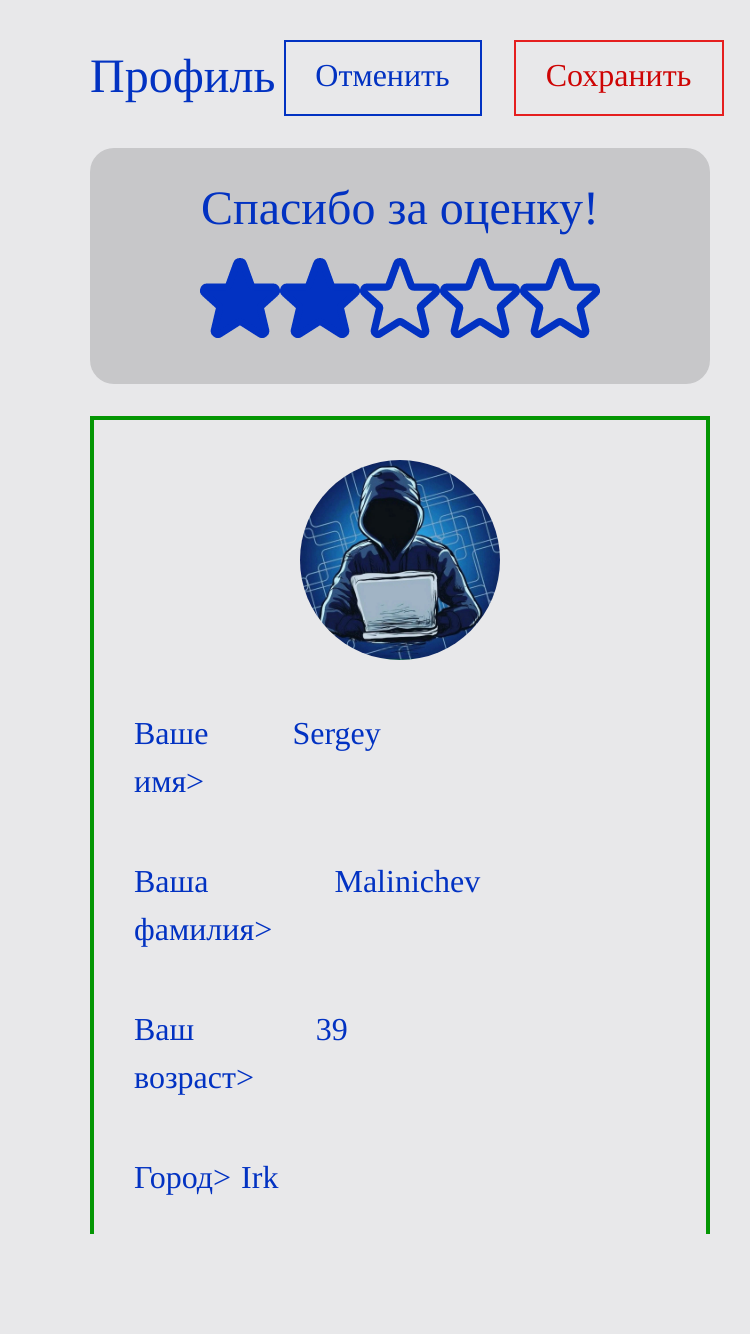 Профиль Отменить Сохранить
Спасибо за оценку!
Ваше Sergey
имя>
Ваша Malinichev
фамилия>
Ваш 39
возраст>
Город> Irk